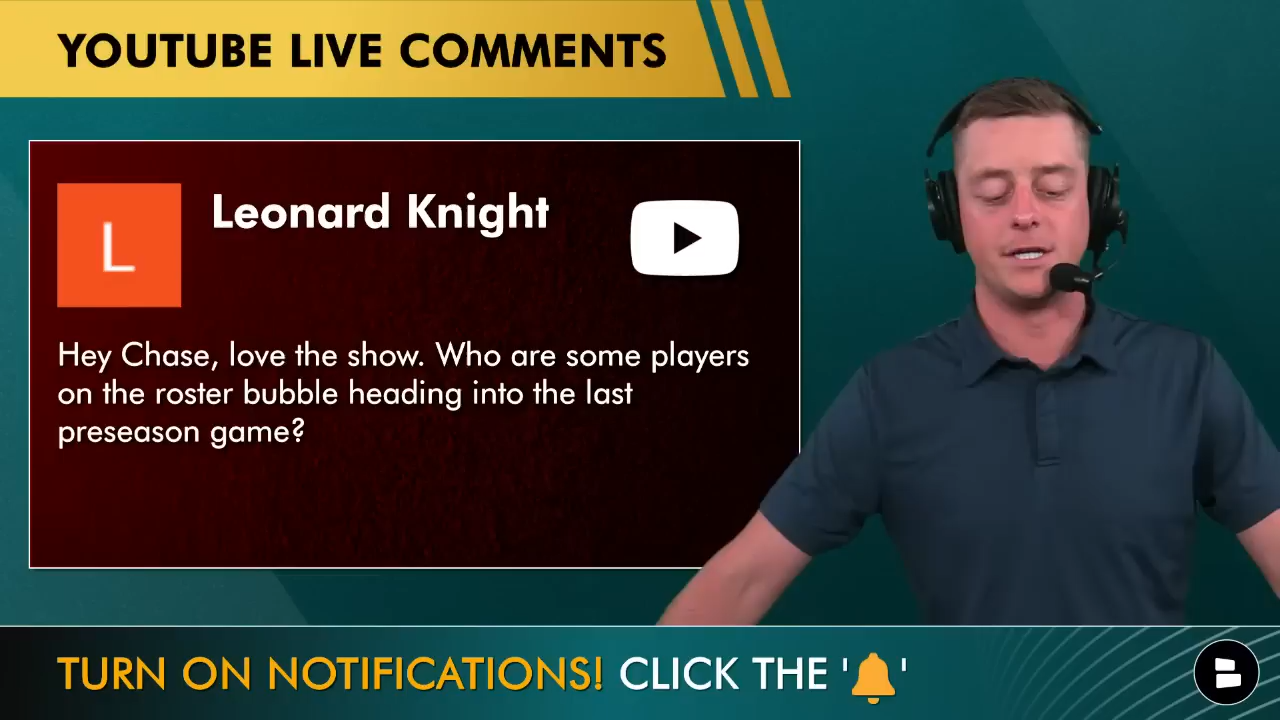 YOUTUBE LIVE COMMENTS
L
Leonard Knight
Hey Chase, love the show. Who are some players
on the roster bubble heading into the last
preseason game?
TURN ON NOTIFICATIONS! CLICK THE ' '